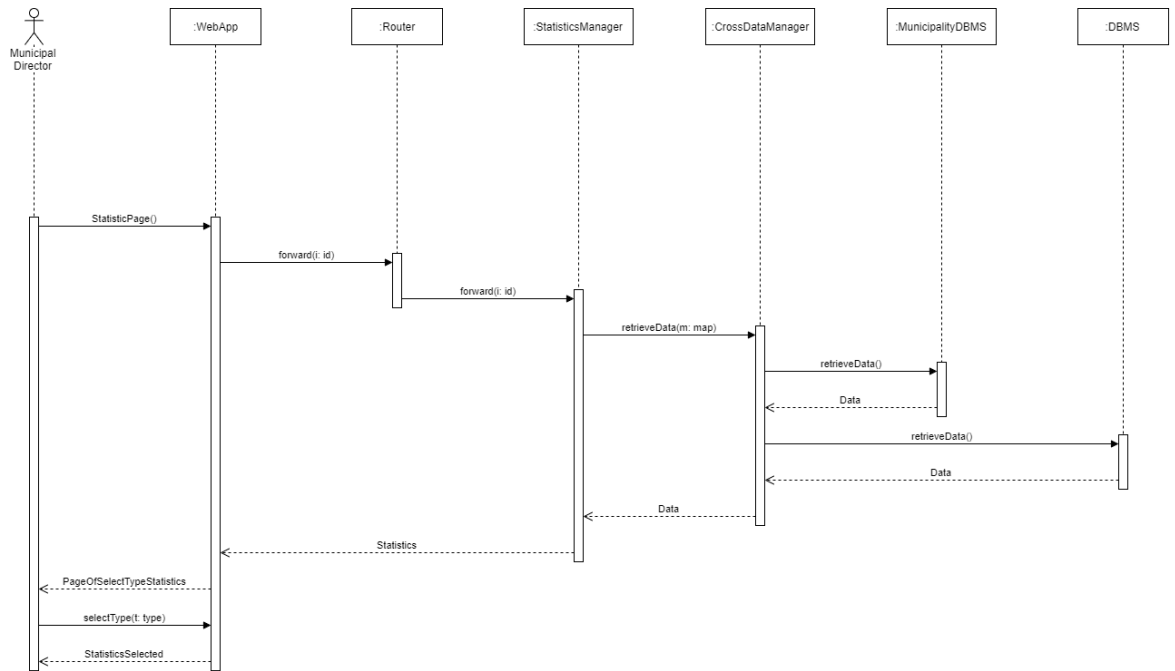 Municipal
Director
:WebApp
:Router
:StatisticsManager
:CrossDataManager
:MunicipalityDBMS
:DBMS
StatisticPage()
forward(i: id)
forward(i: id)
retrieveData(m: map)
retrieveData()
Data
retrieveData()
Data
Data
Statistics
PageOfSelectTypeStatistics
selectType(t: type)
StatisticsSelected